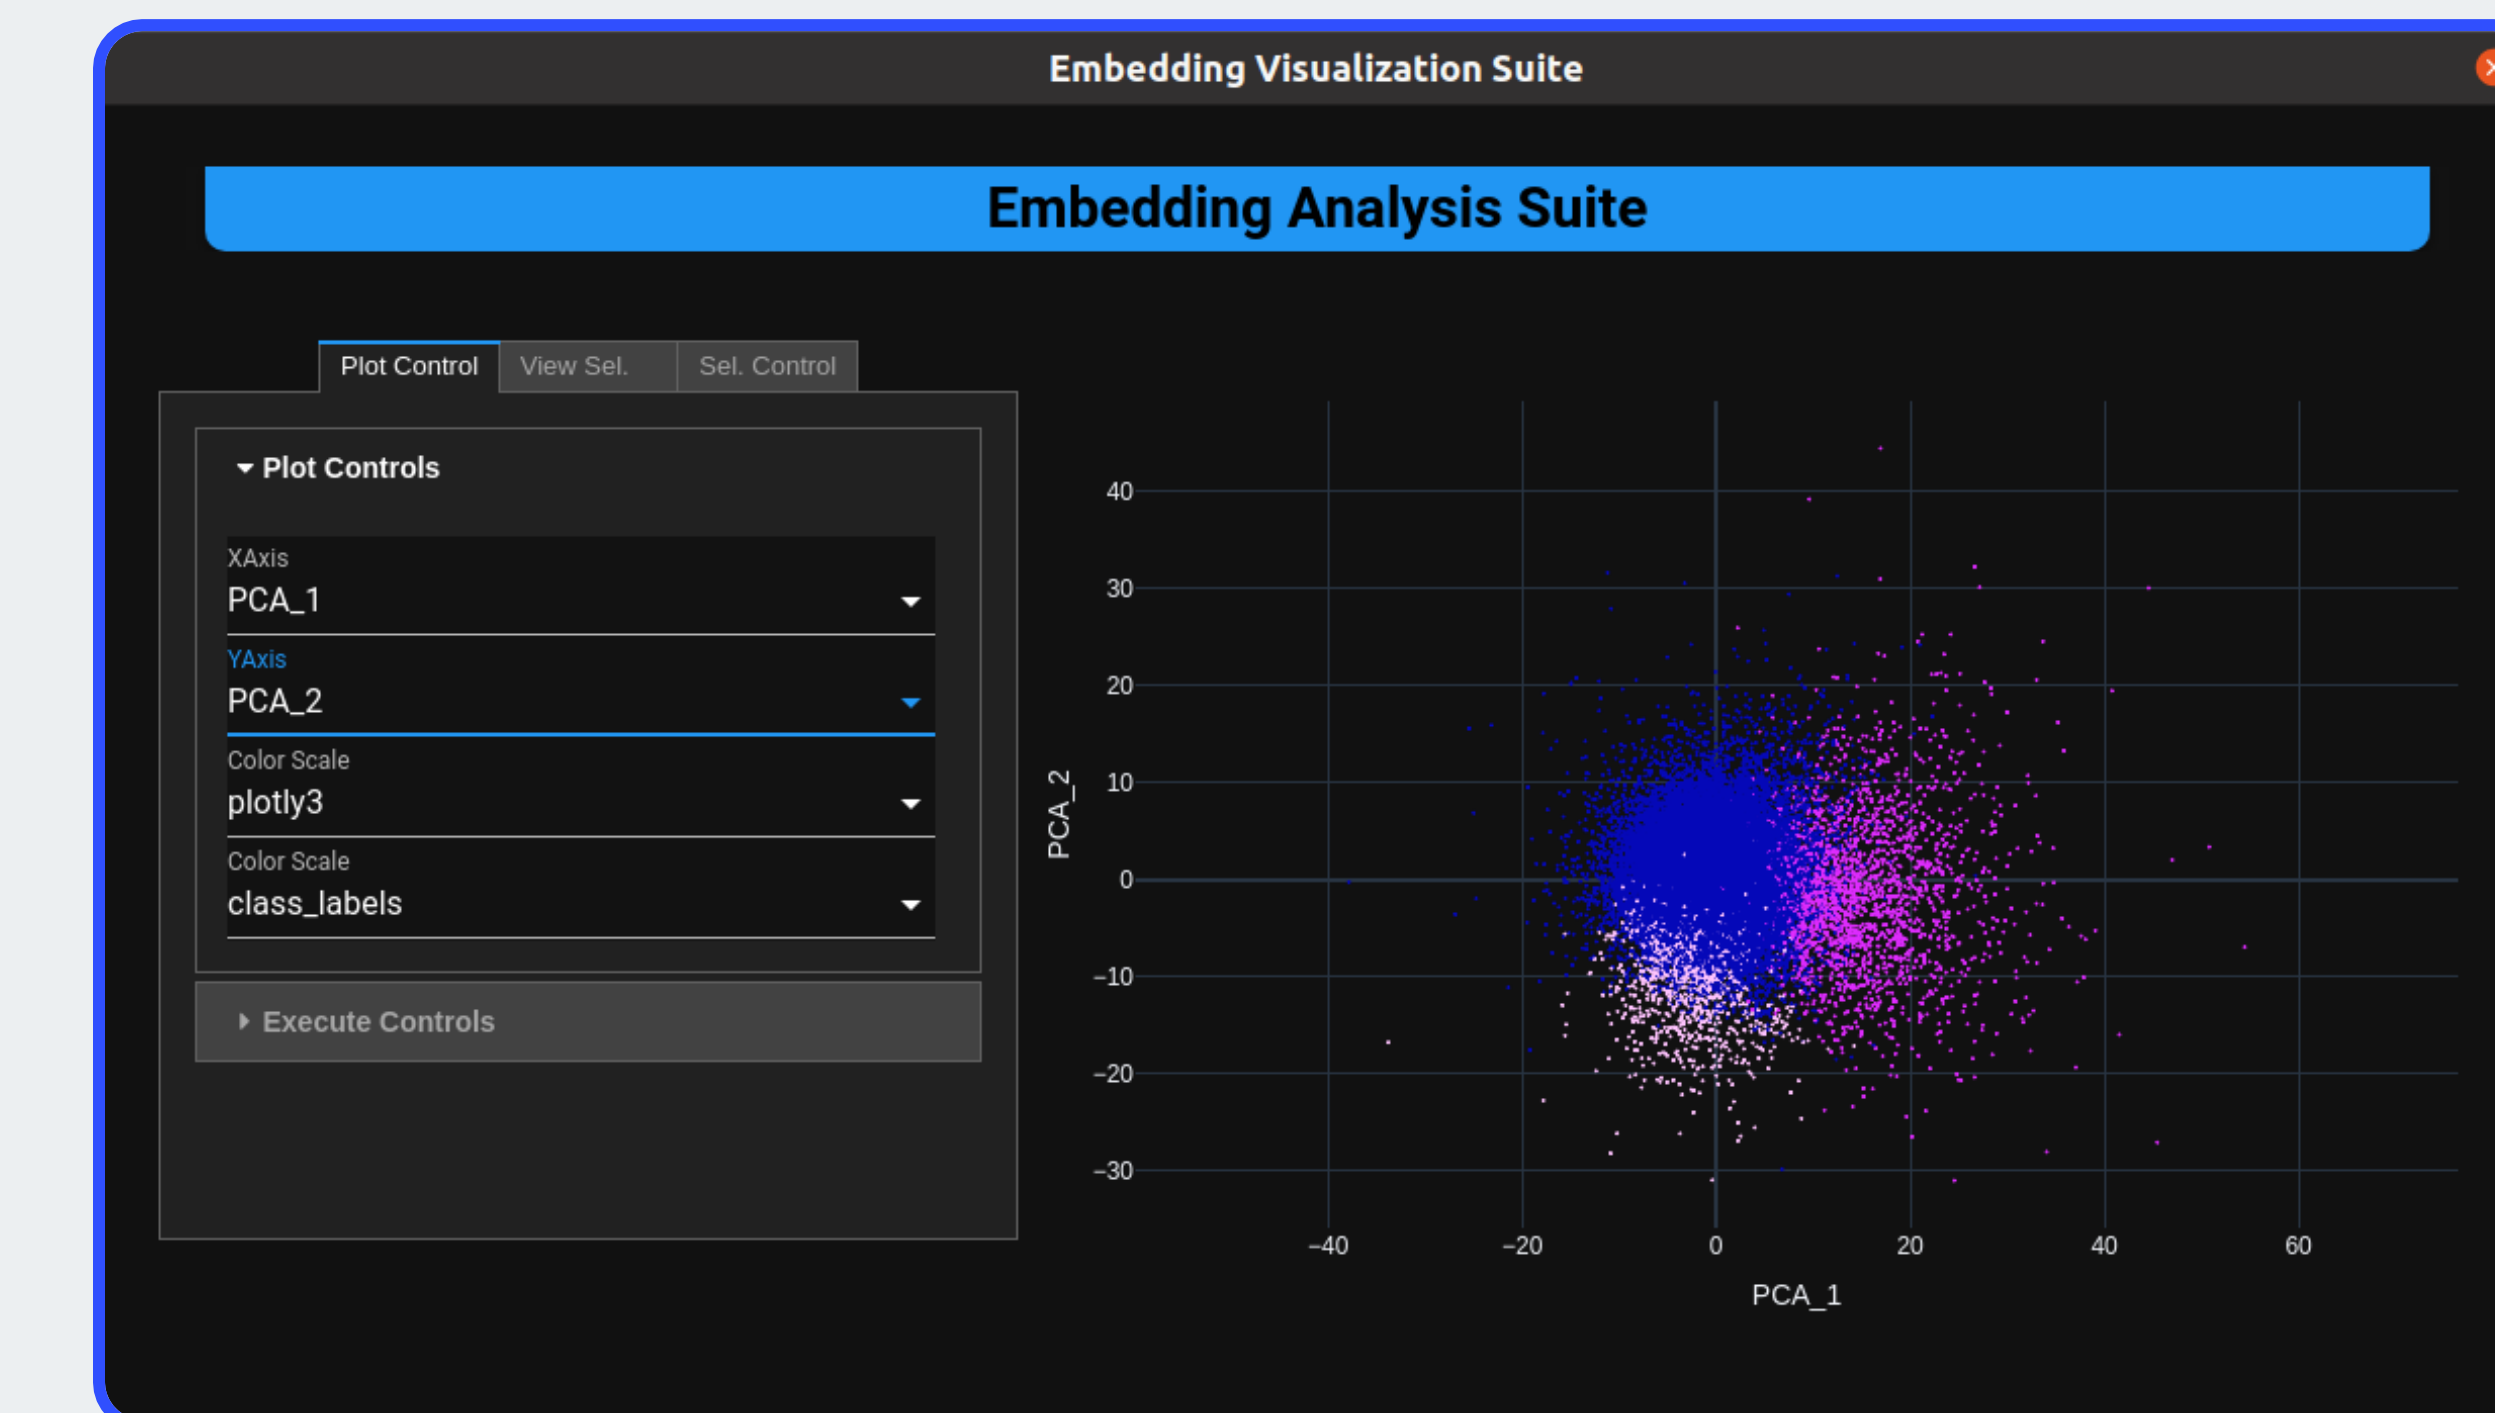 Embedding Visualization Suite
Embedding Analysis Suite
Plot Control
View Sel.
Sel. Control
Plot Controls
XAxis
PCA_1
YAxis
PCA_2
Color Scale
plotly3
Color Scale
class_labels
Execute Controls
40
30
20
10
0
−10
−20
−30
PCA_2
−40
−20
0
20
40
60
PCA_1